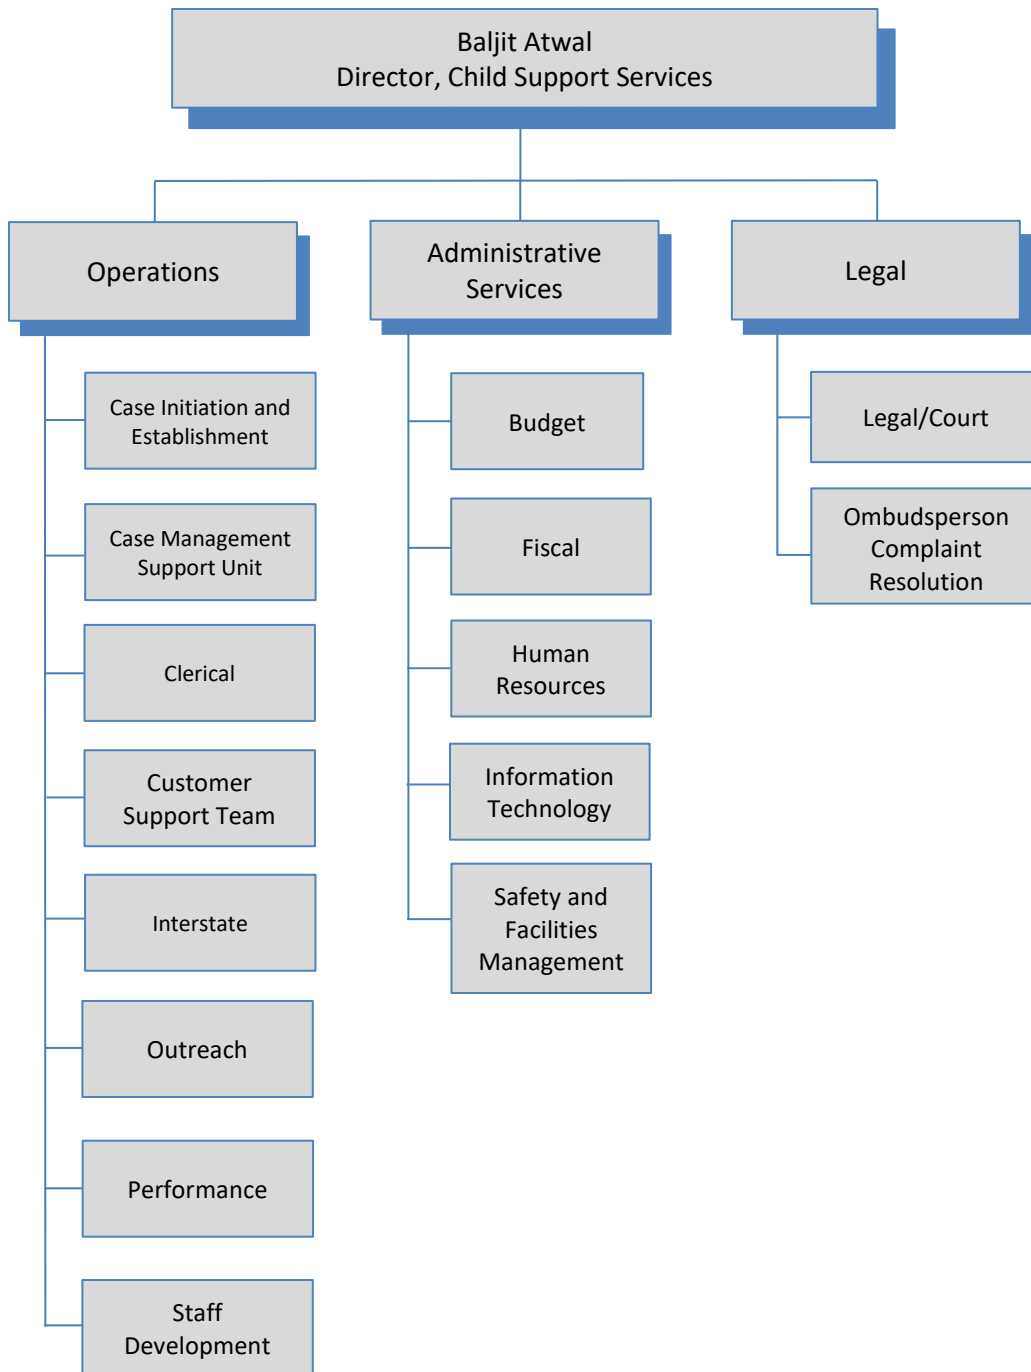 Baljit Atwal
Director, Child Support Services
Operations
Administrative
Services
Legal
Case Initiation and
Establishment
Case Management
Support Unit
Clerical
Customer
Support Team
Interstate
Outreach
Performance
Staff
Development
Budget
Fiscal
Human
Resources
Information
Technology
Safety and
Facilities
Management
Legal/Court
Ombudsperson
Complaint
Resolution